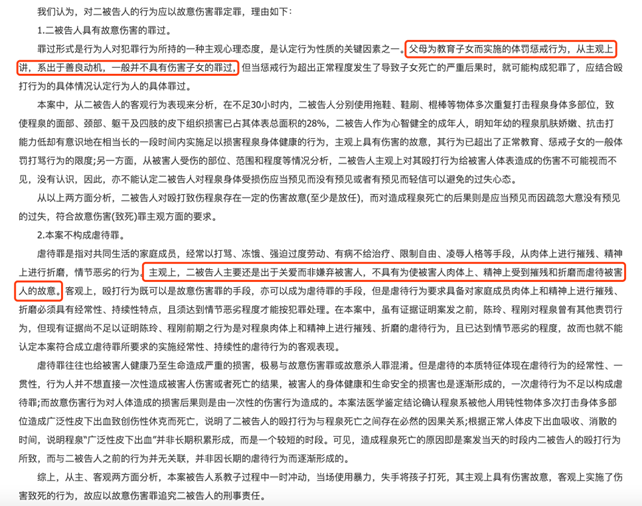 我们认为，对二被告人的行为应以故意伤害罪定罪，理由如下：
1.二被告人具有故意伤害的罪过。
罪过形式是行为人对犯罪行为所持的一种主观心理态度，是认定行为性质的关键因素之一。父母为教育子女而实施的体罚惩戒行为，从主观上
讲，系出于善良动机，一般并不具有伤害子女的罪过，但当惩戒行为超出正常程度发生了导致子女死亡的严重后果时，就可能构成犯罪了，应结合殴
打行为的具体情况认定行为人的具体罪过。
本案中，从二被告人的客观行为表现来分析，在不足30小时内，二被告人分别使用拖鞋、鞋刷、棍棒等物体多次重复打击程泉身体多部位，致
使程泉的面部、颈部、躯干及四肢的皮下组织损害已占其体表总面积的28%，二被告人作为心智健全的成年人，明知年幼的程泉肌肤娇嫩、抗击打
能力低却有意识地在相当长的一段时间内实施足以损害程泉身体健康的行为，主观上具有伤害的故意，其行为已超出了正常教育、惩戒子女的一般体
罚打骂行为的限度;另一方面，从被害人受伤的部位、范围和程度等情况分析，二被告人主观上对其殴打行为给被害人体表造成的伤害不可能视而不
见，没有认识，因此，亦不能认定二被告人对程泉身体受损伤应当预见而没有预见或者有预见而轻信可以避免的过失心态。
从以上两方面分析，二被告人对殴打致伤程泉存在一定的伤害故意(至少是放任)，而对造成程泉死亡的后果则是应当预见而因疏忽大意没有预见
的过失，符合故意伤害(致死)罪主观方面的要求。
2.本案不构成虐待罪。
虐待罪是指对共同生活的家庭成员，经常以打骂、冻饿、强迫过度劳动、有病不给治疗、限制自由、凌辱人格等手段，从肉体上进行摧残、精神
上进行折磨，情节恶劣的行为。主观上，二被告人主要还是出于关爱而非嫌弃被害人，不具有为使被害人肉体上、精神上受到摧残和折磨而虐待被害
人的故意。客观上，殴打行为既可以是故意伤害罪的手段，亦可以成为虐待罪的手段，但是虐待行为要求具备对家庭成员肉体上和精神上进行摧残、
折磨必须具有经常性、持续性特点，且须达到情节恶劣程度才能按犯罪处理。在本案中，虽有证据证明案发之前，陈玲、程刚对程泉曾有其他责罚行
为，但现有证据尚不足以证明陈玲、程刚前期之行为是对程泉肉体上和精神上进行摧残、折磨的虐待行为，且已达到情节恶劣的程度，故而也就不能
认定本案符合成立虐待罪所要求的实施经常性、持续性的虐待行为的客观表现。
虐待罪往往也给被害人健康乃至生命造成严重的损害，极易与故意伤害罪或故意杀人罪混淆。但是虐待的本质特征体现在虐待行为的经常性、一
贯性，行为人并不想直接一次性造成被害人伤害或者死亡的结果，被害人的身体健康和生命安全的损害也是逐渐形成的，一次虐待行为不足以构成虐
待罪;而故意伤害行为对人体造成的损害后果则是由一次性的伤害行为造成的。本案法医学鉴定结论确认程泉系被他人用钝性物体多次打击身体多部
位造成广泛性皮下出血致创伤性休克而死亡，说明了二被告人的殴打行为与程泉死亡之间存在必然的因果关系;根据正常人体皮下出血吸收、消散的
时间，说明程泉“广泛性皮下出血”并非长期积累形成，而是一个较短的时段。可见，造成程泉死亡的原因即是案发当天的时段内二被告人的殴打行为
所致，而与二被告人之前的行为并无关联，并非因长期的虐待行为而逐渐形成的。
综上，从主、客观两方面分析，本案被告人系教子过程中一时冲动，当场使用暴力，失手将孩子打死，其主观上具有伤害故意，客观上实施了伤
害致死的行为，故应以故意伤害罪追究二被告人的刑事责任。